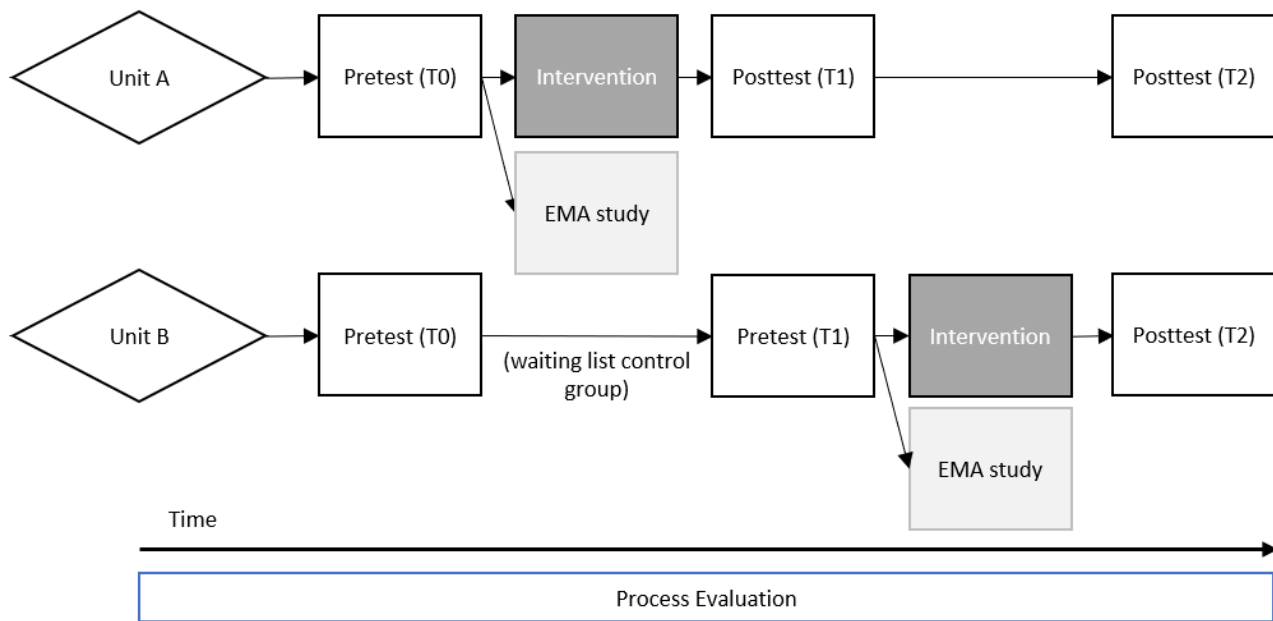 Unit A
Pretest (T0)
Intervention
Posttest (T1)
Posttest (T2)
EMA study
Unit B
Pretest (T0)
(waiting list control
group)
Pretest (T1)
Intervention
Posttest (T2)
EMA study
Time
Process Evaluation